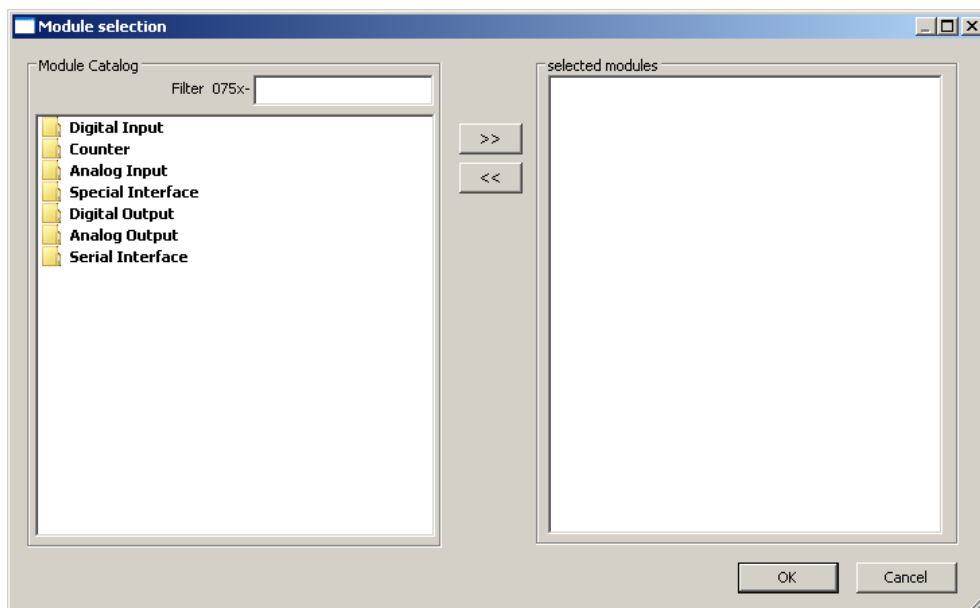 Module selection
Module Catalog
Filter 075x-
Digital Input
Counter
Analog Input
Special Interface
Digital Output
Analog Output
Serial Interface
>>
<<
selected modules
OK
Cancel